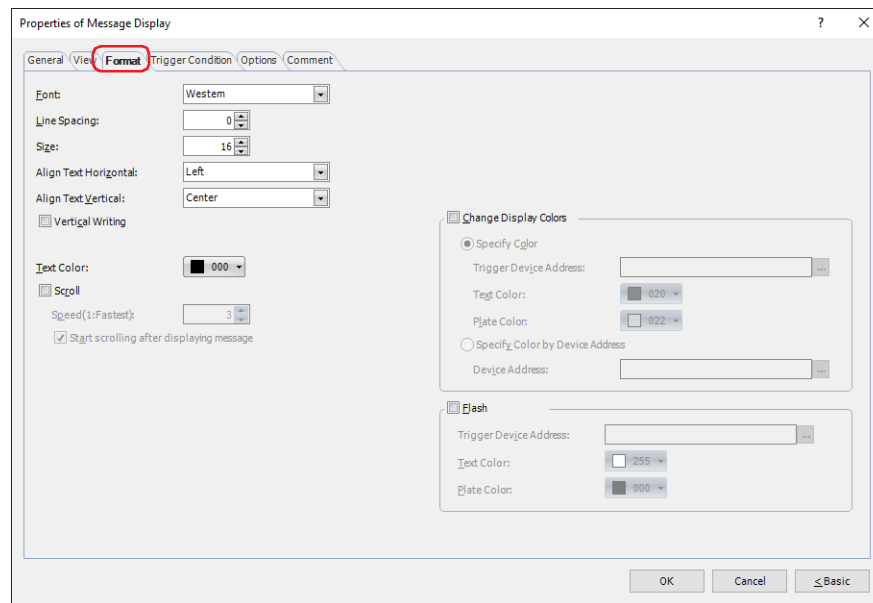 Properties of Message Display ? ×
General View Format Trigger Condition Options Comment
Font: Western
Line Spacing: 0
Size: 16
Align Text Horizontal: Left
Align Text Vertical: Center
Vertical Writing
Text Color: 000
Scroll
Speed(1:Fastest): 3
Start scrolling after displaying message
Change Display Colors
Specify Color
Trigger Device Address: ...
Text Color: 020
Plate Color: 022
Specify Color by Device Address
Device Address: ...
Flash
Trigger Device Address: ...
Text Color: 255
Plate Color: 000
OK Cancel < Basic